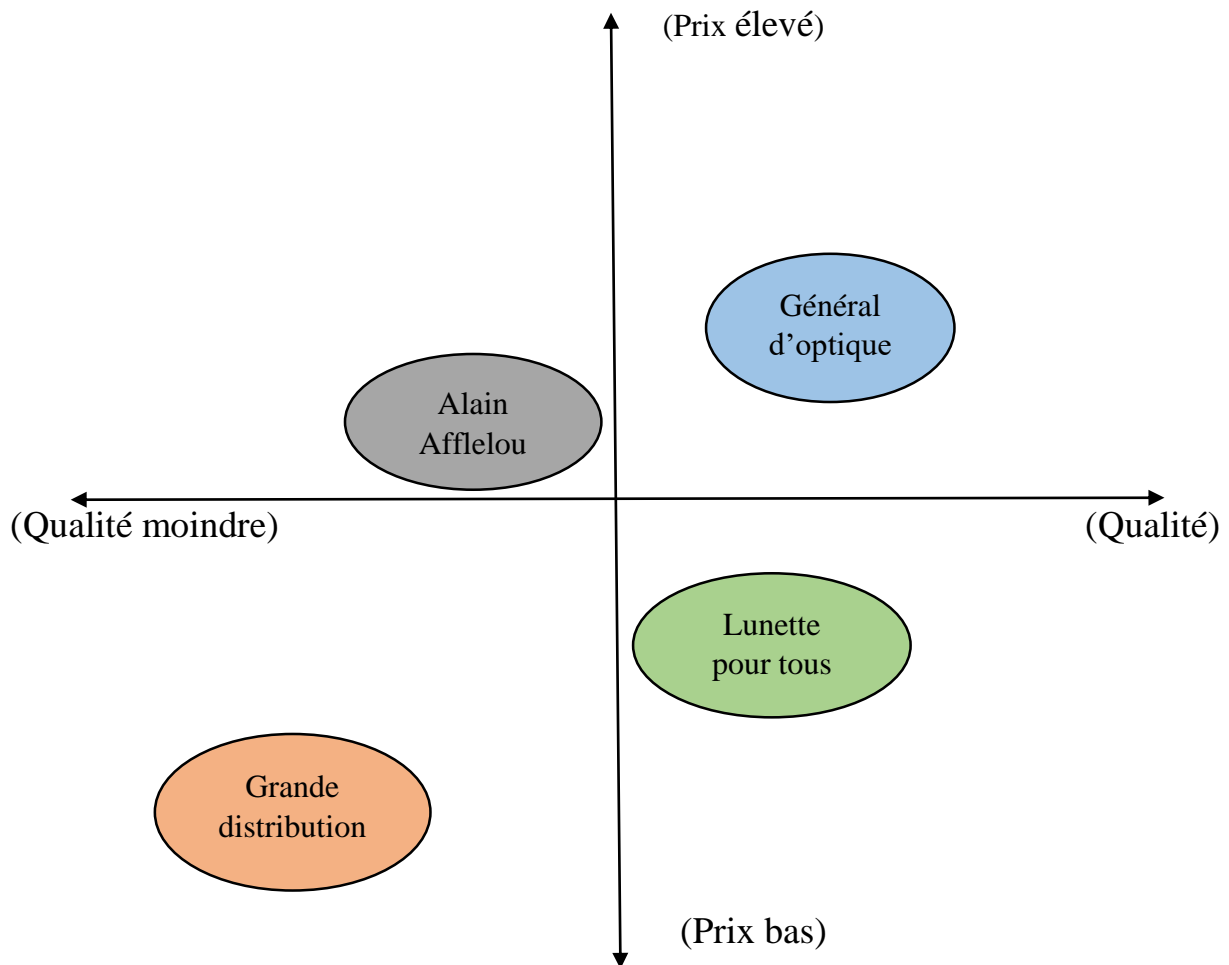 (Prix élevé)
Général
d’optique
Alain
Afflelou
(Qualité moindre)
(Qualité)
Lunette
pour tous
Grande
distribution
(Prix bas)